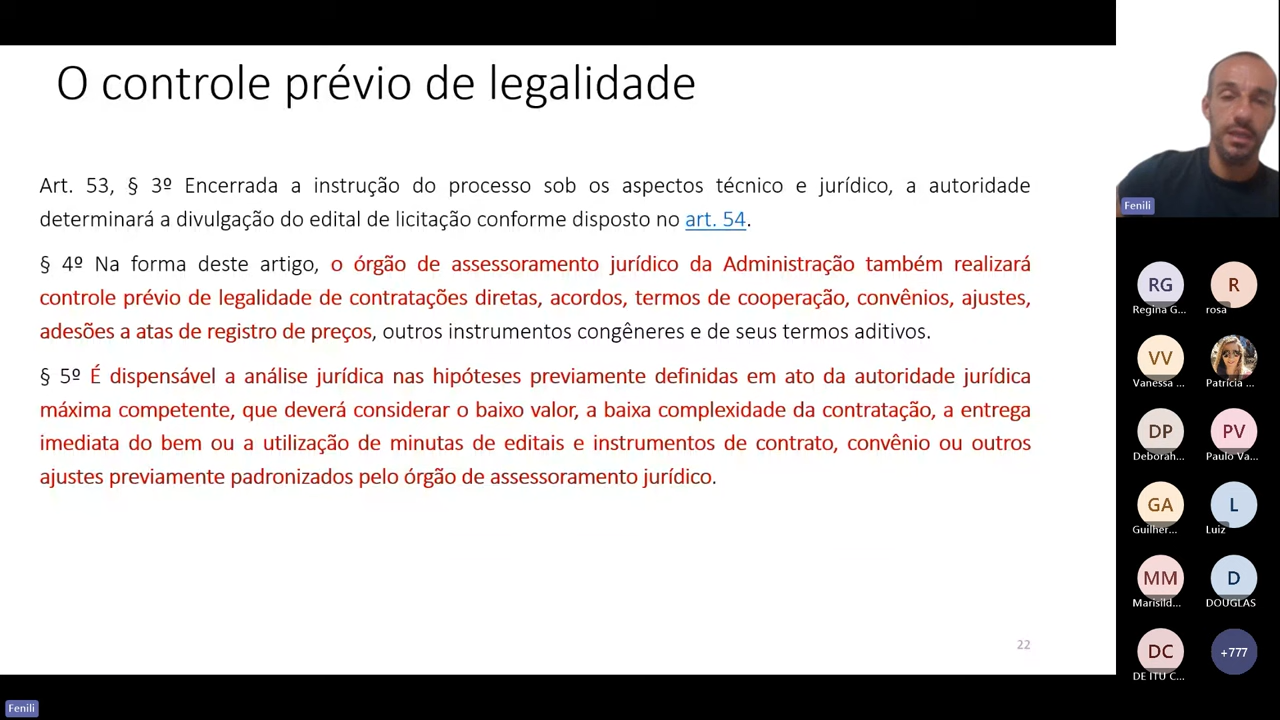 O controle prévio de legalidade
Art. 53, § 3º Encerrada a instrução do processo sob os aspectos técnico e jurídico, a autoridade
determinará a divulgação do edital de licitação conforme disposto no art. 54.
§ 4º Na forma deste artigo, o órgão de assessoramento jurídico da Administração também realizará
controle prévio de legalidade de contratações diretas, acordos, termos de cooperação, convênios, ajustes,
adesões a atas de registro de preços, outros instrumentos congêneres e de seus termos aditivos.
§ 5º É dispensável a análise jurídica nas hipóteses previamente definidas em ato da autoridade jurídica
máxima competente, que deverá considerar o baixo valor, a baixa complexidade da contratação, a entrega
imediata do bem ou a utilização de minutas de editais e instrumentos de contrato, convênio ou outros
ajustes previamente padronizados pelo órgão de assessoramento jurídico.
22
Fenili
Fenili
RG
R
Regina G...
rosa
VV
Vanessa ...
Patrícia ...
DP
PV
Deborah...
Paulo Va...
GA
L
Guilher...
Luiz
MM
D
Marisild...
DOUGLAS
DC
+777
DE ITU C...